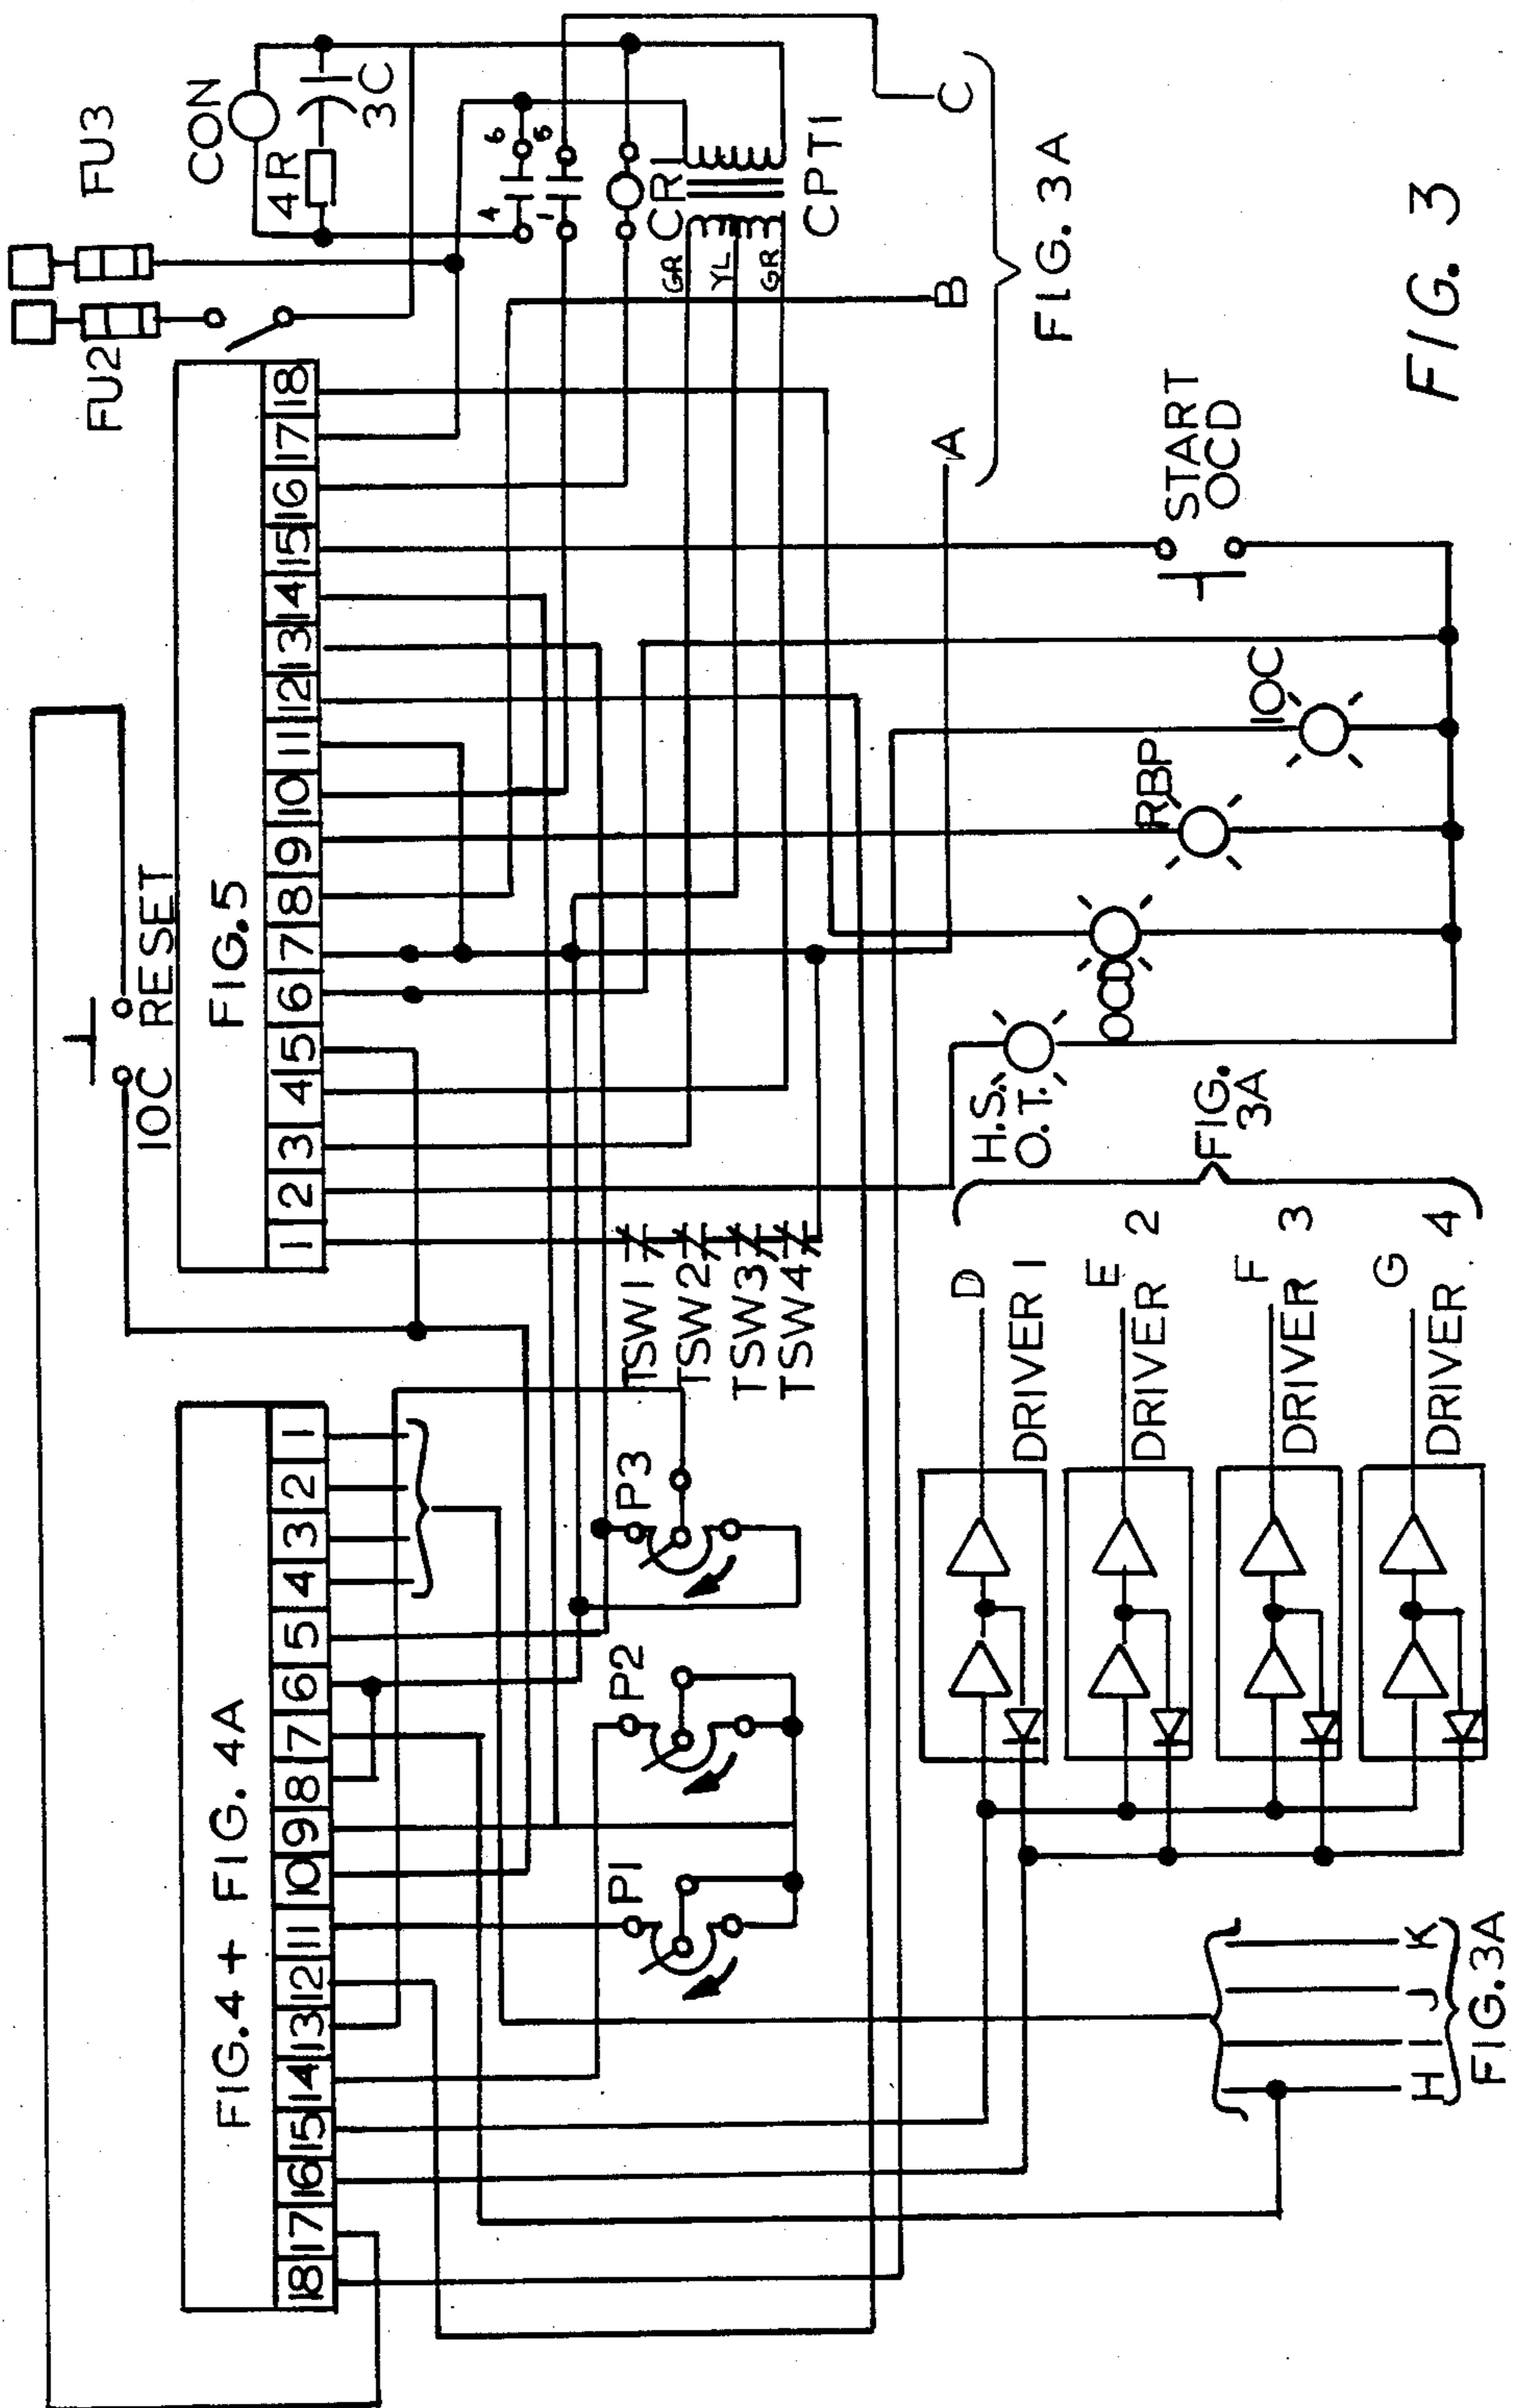 FU3
FU2
CON
4R
3C
6
5
4
1
CR1
GR
YL
GR
CPT1
C
B
A
FIG. 3A
FIG. 3
IOC RESET
FIG. 5
1 2 3 4 5 6 7 8 9 10 11 12 13 14 15 16 17 18
START
OCD
IOC
RBP
OCD
H.S.
O.T.
TSW1
TSW2
TSW3
TSW4
FIG. 4 + FIG. 4A
18 17 16 15 14 13 12 11 10 9 8 7 6 5 4 3 2 1
P1
P2
P3
D
DRIVER 1
E
DRIVER 2
F
DRIVER 3
G
DRIVER 4
FIG.
3A
H I J K
FIG. 3A